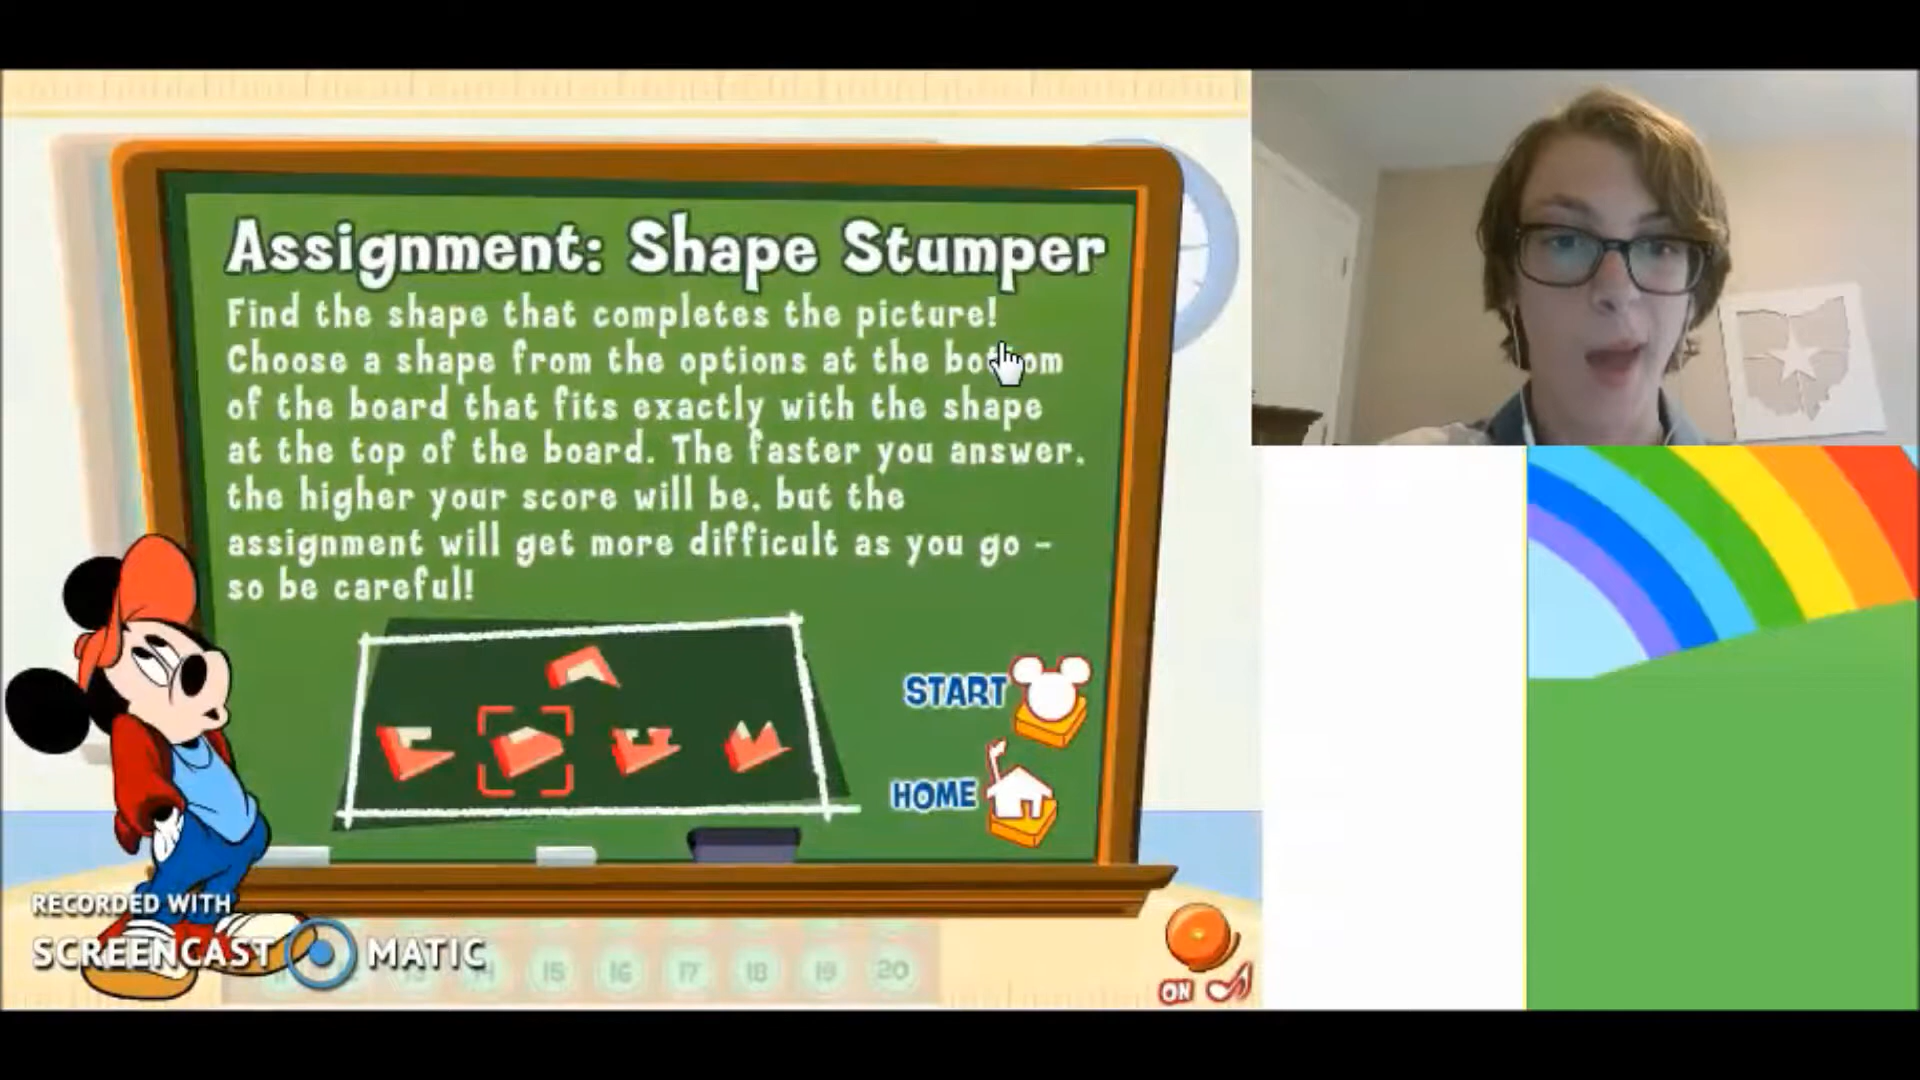 Assignment: Shape Stumper
Find the shape that completes the picture!
Choose a shape from the options at the bottom
of the board that fits exactly with the shape
at the top of the board. The faster you answer,
the higher your score will be, but the
assignment will get more difficult as you go -
so be careful!
START
HOME
RECORDED WITH
SCREENCAST MATIC
14 15 16 17 18 19 20
ON